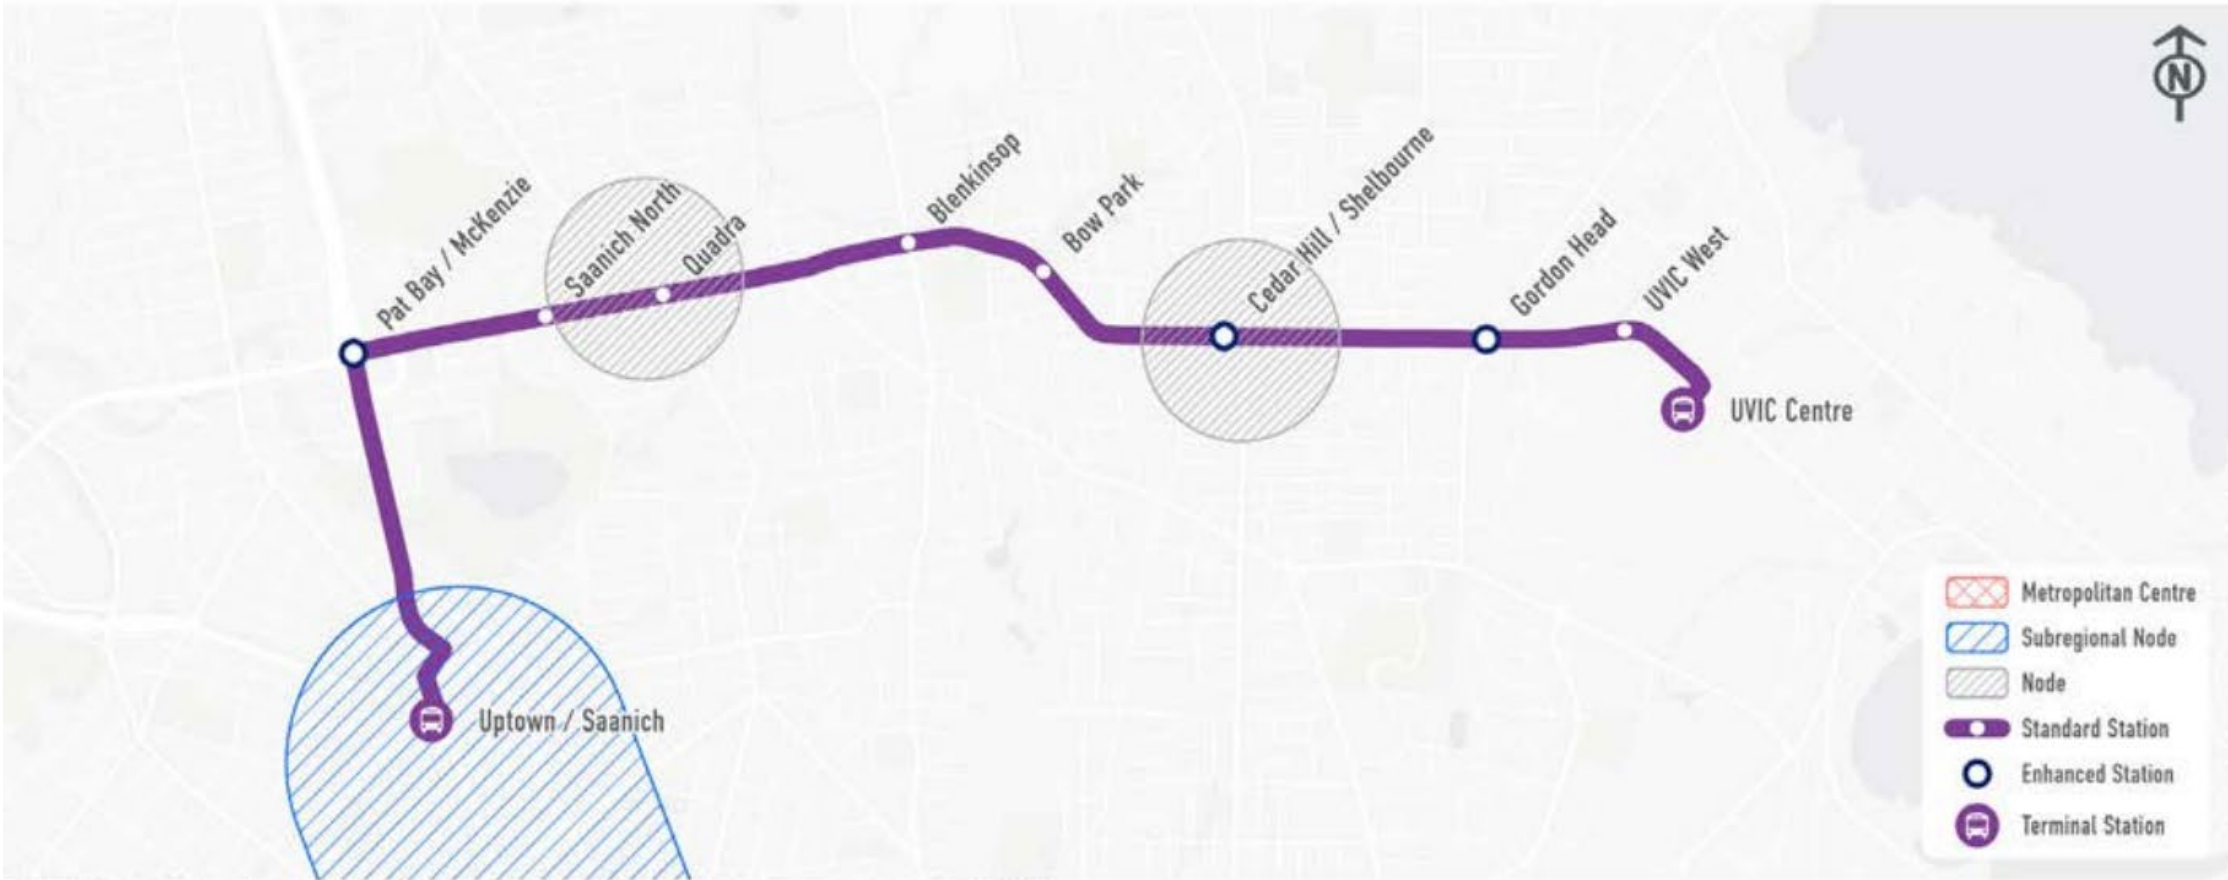 N
Pat Bay / McKenzie
Saanich North
Quadra
Blenkinsop
Bow Park
Cedar Hill / Shelbourne
Gordon Head
UVIC West
UVIC Centre
Uptown / Saanich
Metropolitan Centre
Subregional Node
Node
Standard Station
Enhanced Station
Terminal Station